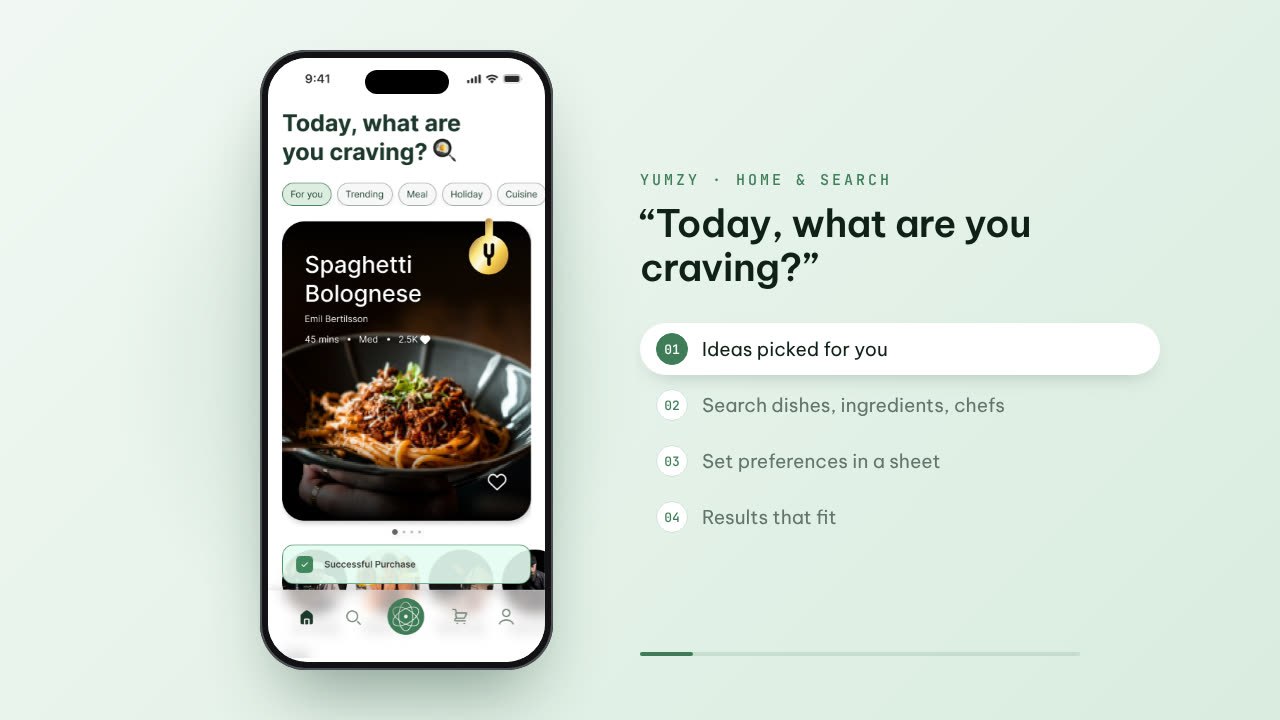 9:41
Today, what are
you craving?
For you
Trending
Meal
Holiday
Cuisine
Spaghetti
Bolognese
Emil Bertilsson
45 mins • Med • 2.5K
Successful Purchase
YUMZY · HOME & SEARCH
“Today, what are you
craving?”
01 Ideas picked for you
02 Search dishes, ingredients, chefs
03 Set preferences in a sheet
04 Results that fit